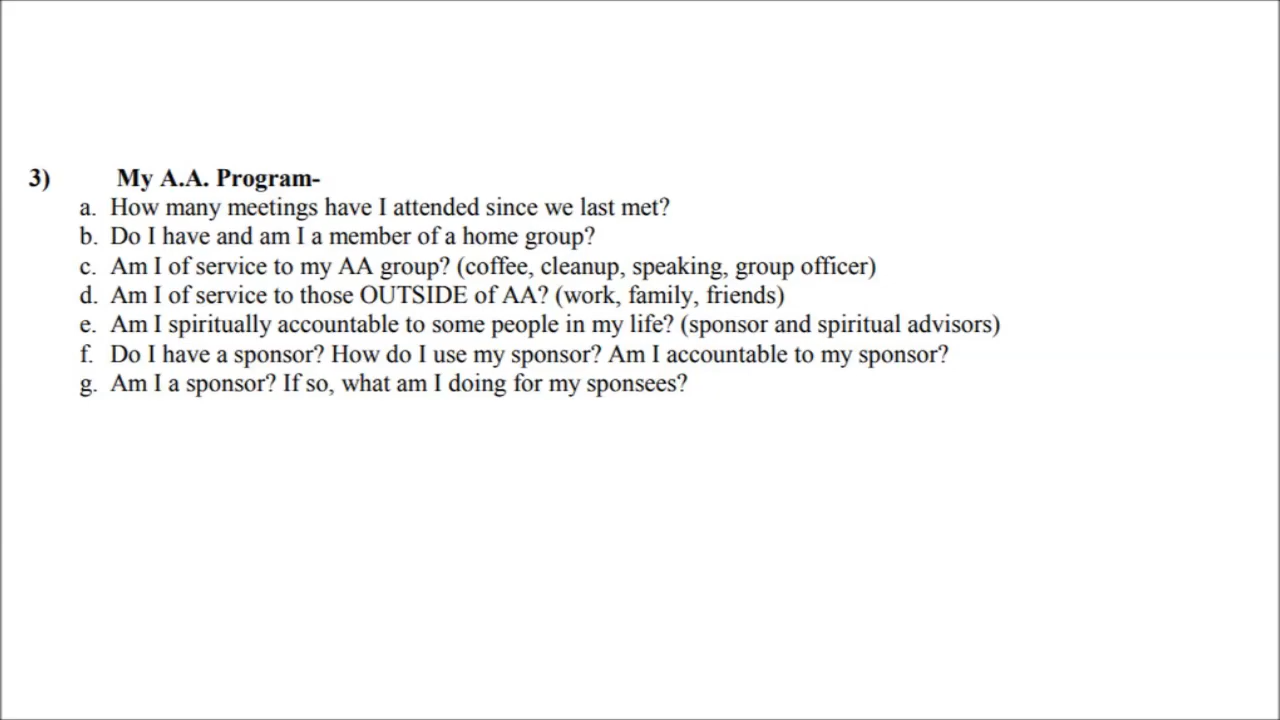 3) My A.A. Program-
a. How many meetings have I attended since we last met?
b. Do I have and am I a member of a home group?
c. Am I of service to my AA group? (coffee, cleanup, speaking, group officer)
d. Am I of service to those OUTSIDE of AA? (work, family, friends)
e. Am I spiritually accountable to some people in my life? (sponsor and spiritual advisors)
f. Do I have a sponsor? How do I use my sponsor? Am I accountable to my sponsor?
g. Am I a sponsor? If so, what am I doing for my sponsees?